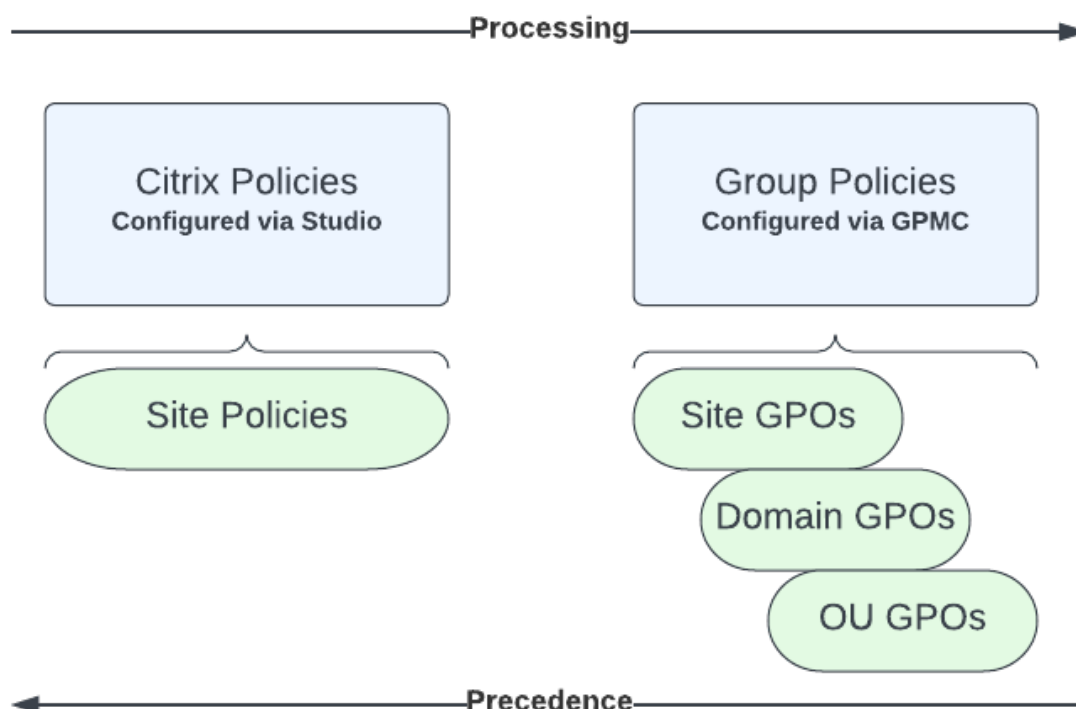 Processing
Citrix Policies
Configured via Studio
Group Policies
Configured via GPMC
Site Policies
Site GPOs
Domain GPOs
OU GPOs
Precedence